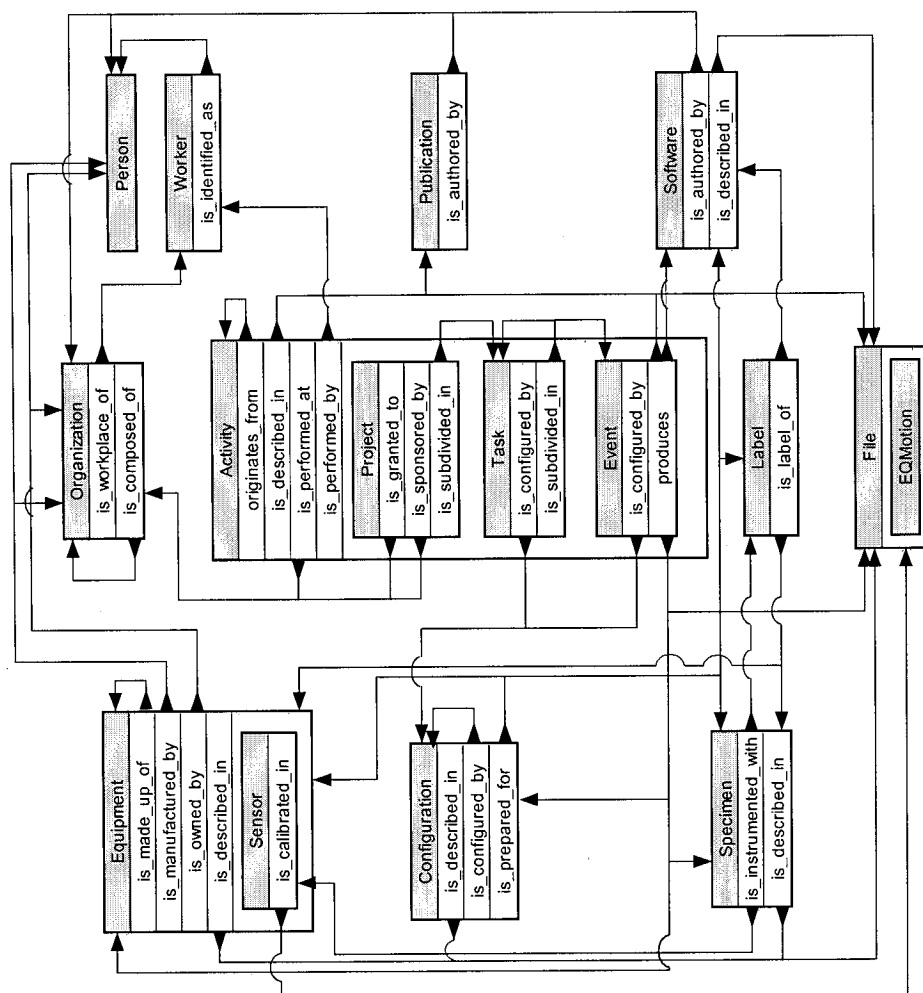 Equipment
is_made_up_of
is_manufactured_by
is_owned_by
is_described_in
Sensor
is_calibrated_in
Configuration
is_described_in
is_configured_by
is_prepared_for
Specimen
is_instrumented_with
is_described_in
Organization
is_workplace_of
is_composed_of
Activity
originates_from
is_described_in
is_performed_at
is_performed_by
Project
is_granted_to
is_sponsored_by
is_subdivided_in
Task
is_configured_by
is_subdivided_in
Event
is_configured_by
produces
Label
is_label_of
File
EQMotion
Person
Worker
is_identified_as
Publication
is_authored_by
Software
is_authored_by
is_described_in